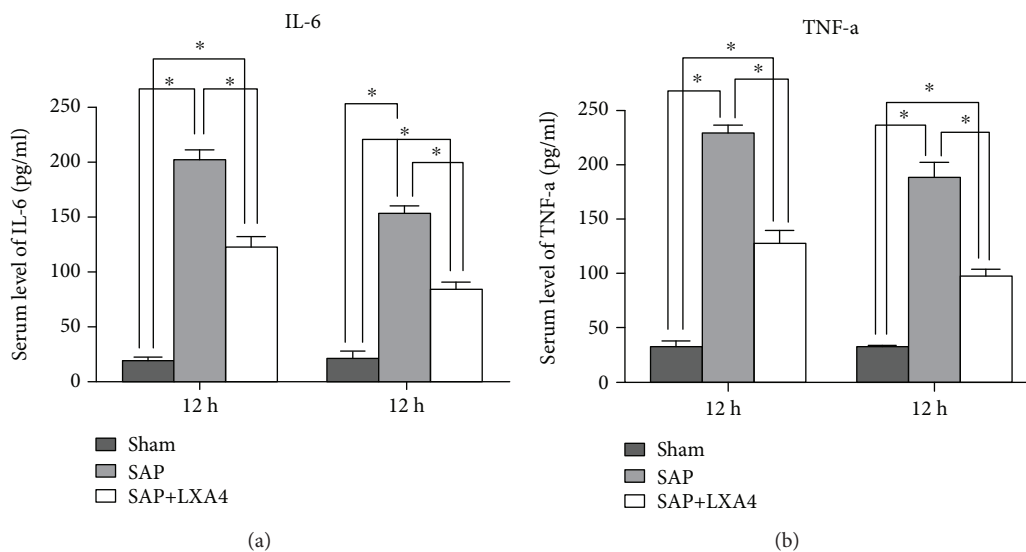 IL-6
*
* *
*
*
*
250
200
150
100
50
0
Serum level of IL-6 (pg/ml)
12 h 12 h
Sham
SAP
SAP+LXA4
(a)
TNF-a
*
* *
*
* *
250
200
150
100
50
0
Serum level of TNF-a (pg/ml)
12 h 12 h
Sham
SAP
SAP+LXA4
(b)